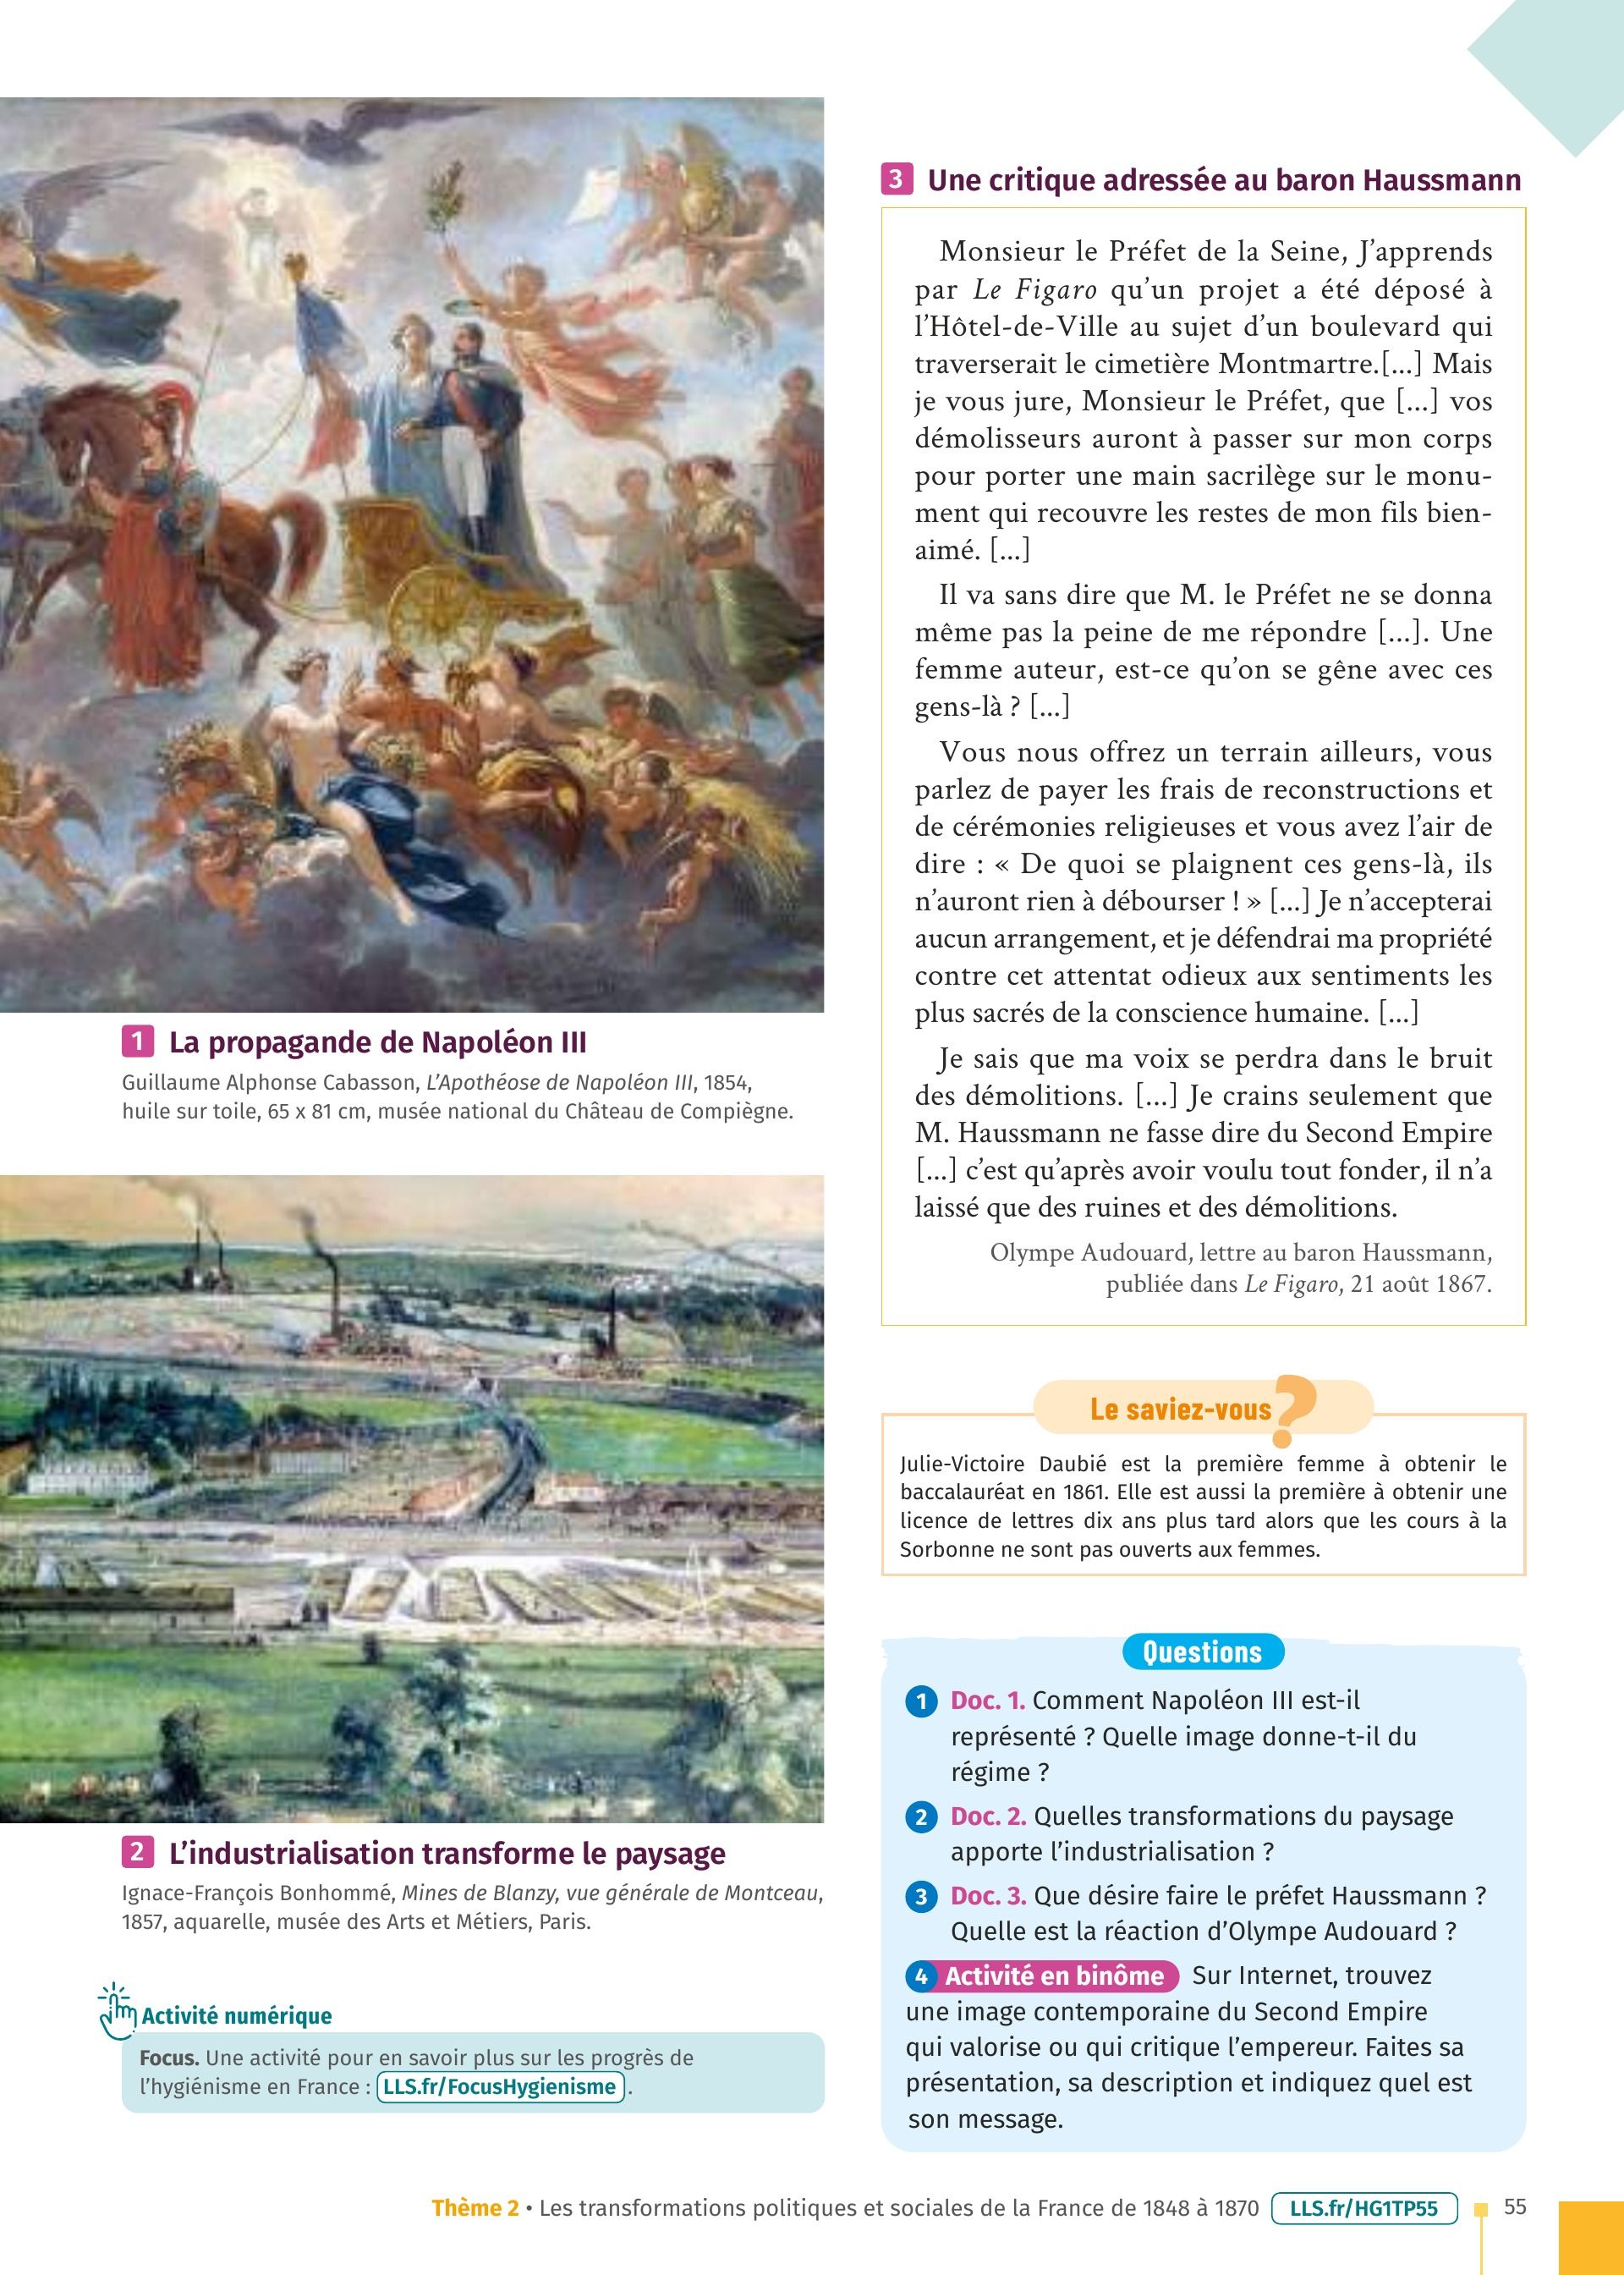 1 La propagande de Napoléon III
Guillaume Alphonse Cabasson, L'Apothéose de Napoléon III, 1854,
huile sur toile, 65 x 81 cm, musée national du Château de Compiègne.
2 L'industrialisation transforme le paysage
Ignace-François Bonhommé, Mines de Blanzy, vue générale de Montceau,
1857, aquarelle, musée des Arts et Métiers, Paris.
Activité numérique
Focus. Une activité pour en savoir plus sur les progrès de
l'hygiénisme en France : LLS.fr/FocusHygienisme .
3 Une critique adressée au baron Haussmann
Monsieur le Préfet de la Seine, J'apprends
par Le Figaro qu'un projet a été déposé à
l'Hôtel-de-Ville au sujet d'un boulevard qui
traverserait le cimetière Montmartre.[...] Mais
je vous jure, Monsieur le Préfet, que [...] vos
démolisseurs auront à passer sur mon corps
pour porter une main sacrilège sur le monu-
ment qui recouvre les restes de mon fils bien-
aimé. [...]
Il va sans dire que M. le Préfet ne se donna
même pas la peine de me répondre [...]. Une
femme auteur, est-ce qu'on se gêne avec ces
gens-là ? [...]
Vous nous offrez un terrain ailleurs, vous
parlez de payer les frais de reconstructions et
de cérémonies religieuses et vous avez l'air de
dire : « De quoi se plaignent ces gens-là, ils
n'auront rien à débourser ! » [...] Je n'accepterai
aucun arrangement, et je défendrai ma propriété
contre cet attentat odieux aux sentiments les
plus sacrés de la conscience humaine. [...]
Je sais que ma voix se perdra dans le bruit
des démolitions. [...] Je crains seulement que
M. Haussmann ne fasse dire du Second Empire
[...] c'est qu'après avoir voulu tout fonder, il n'a
laissé que des ruines et des démolitions.
Olympe Audouard, lettre au baron Haussmann,
publiée dans Le Figaro, 21 août 1867.
Le saviez-vous ?
Julie-Victoire Daubié est la première femme à obtenir le
baccalauréat en 1861. Elle est aussi la première à obtenir une
licence de lettres dix ans plus tard alors que les cours à la
Sorbonne ne sont pas ouverts aux femmes.
Questions
1 Doc. 1. Comment Napoléon III est-il
représenté ? Quelle image donne-t-il du
régime ?
2 Doc. 2. Quelles transformations du paysage
apporte l'industrialisation ?
3 Doc. 3. Que désire faire le préfet Haussmann ?
Quelle est la réaction d'Olympe Audouard ?
4 Activité en binôme Sur Internet, trouvez
une image contemporaine du Second Empire
qui valorise ou qui critique l'empereur. Faites sa
présentation, sa description et indiquez quel est
son message.
Thème 2 • Les transformations politiques et sociales de la France de 1848 à 1870 LLS.fr/HG1TP55 55